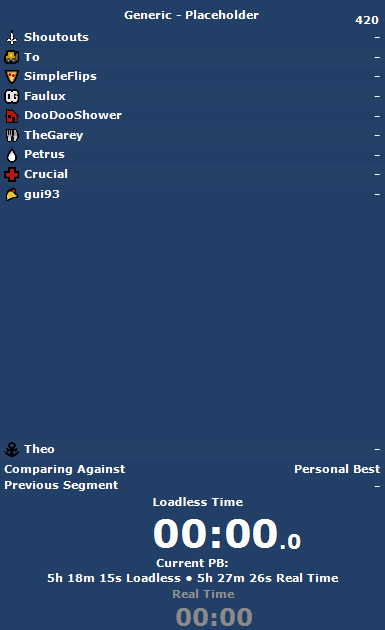 Generic - Placeholder
420
Shoutouts -
To -
SimpleFlips -
OG Faulux -
DooDooShower -
TheGarey -
Petrus -
Crucial -
gui93 -
Theo -
Comparing Against Personal Best
Previous Segment -
Loadless Time
00:00.0
Current PB:
5h 18m 15s Loadless • 5h 27m 26s Real Time
Real Time
00:00